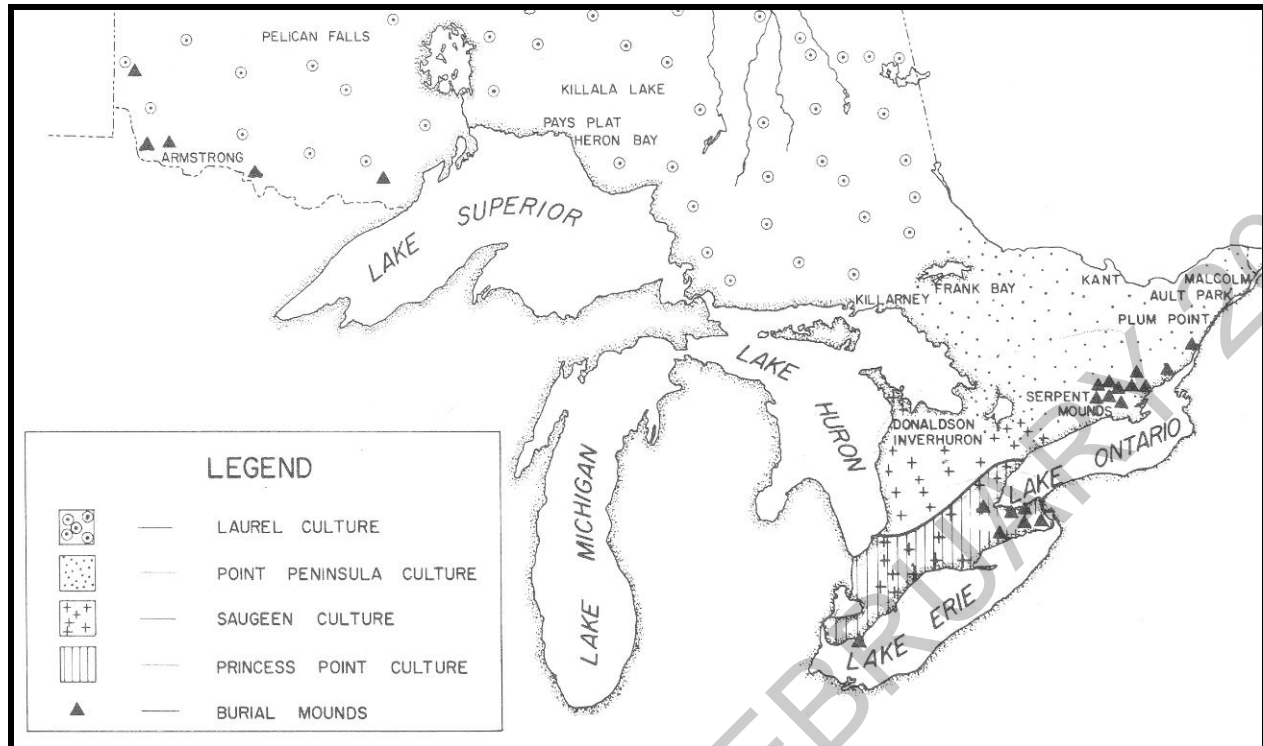 PELICAN FALLS
KILLALA LAKE
PAYS PLAT
HERON BAY
ARMSTRONG
LAKE SUPERIOR
KILLARNEY
FRANK BAY
KANT
MALCOLM
AULT PARK
PLUM POINT
LAKE HURON
SERPENT
MOUNDS
DONALDSON
INVERHURON
LAKE ONTARIO
LAKE MICHIGAN
LAKE ERIE
LEGEND
LAUREL CULTURE
POINT PENINSULA CULTURE
SAUGEEN CULTURE
PRINCESS POINT CULTURE
BURIAL MOUNDS